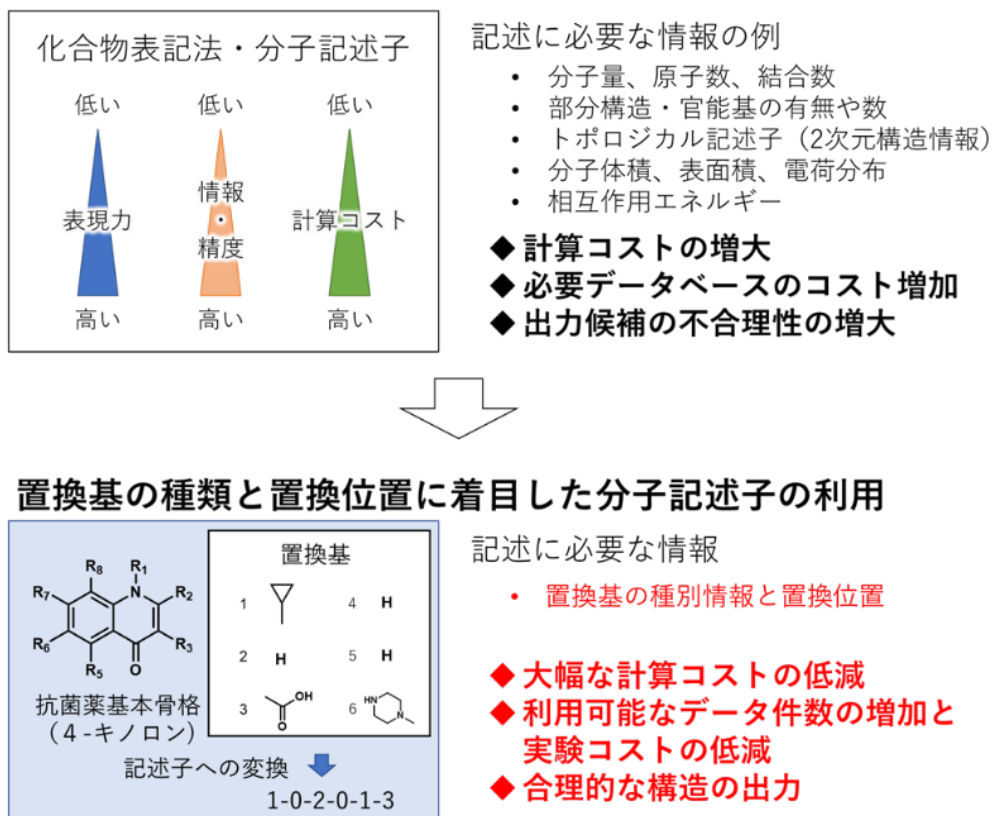 化合物表記法・分子記述子
低い 低い 低い
表現力
情報
・
精度
計算コスト
高い 高い 高い
記述に必要な情報の例
• 分子量、原子数、結合数
• 部分構造・官能基の有無や数
• トポロジカル記述子（2次元構造情報）
• 分子体積、表面積、電荷分布
• 相互作用エネルギー
◆ 計算コストの増大
◆ 必要データベースのコスト増加
◆ 出力候補の不合理性の増大
置換基の種類と置換位置に着目した分子記述子の利用
R8 R1
R7 N R2
R6 R3
R5 O
抗菌薬基本骨格
（４-キノロン）
置換基
1 4 H
2 H 5 H
3 OH O 6 HN N
記述子への変換
1-0-2-0-1-3
記述に必要な情報
• 置換基の種別情報と置換位置
◆ 大幅な計算コストの低減
◆ 利用可能なデータ件数の増加と
実験コストの低減
◆ 合理的な構造の出力